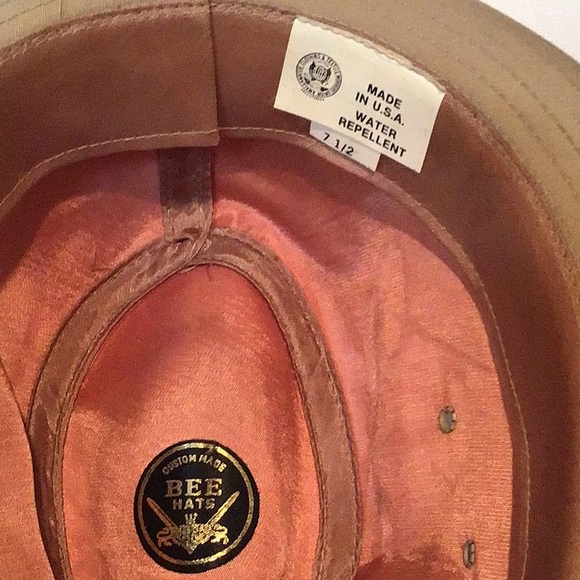 MADE
IN U.S.A.
WATER
REPELLENT
7 1/2
CUSTOM MADE
BEE
HATS